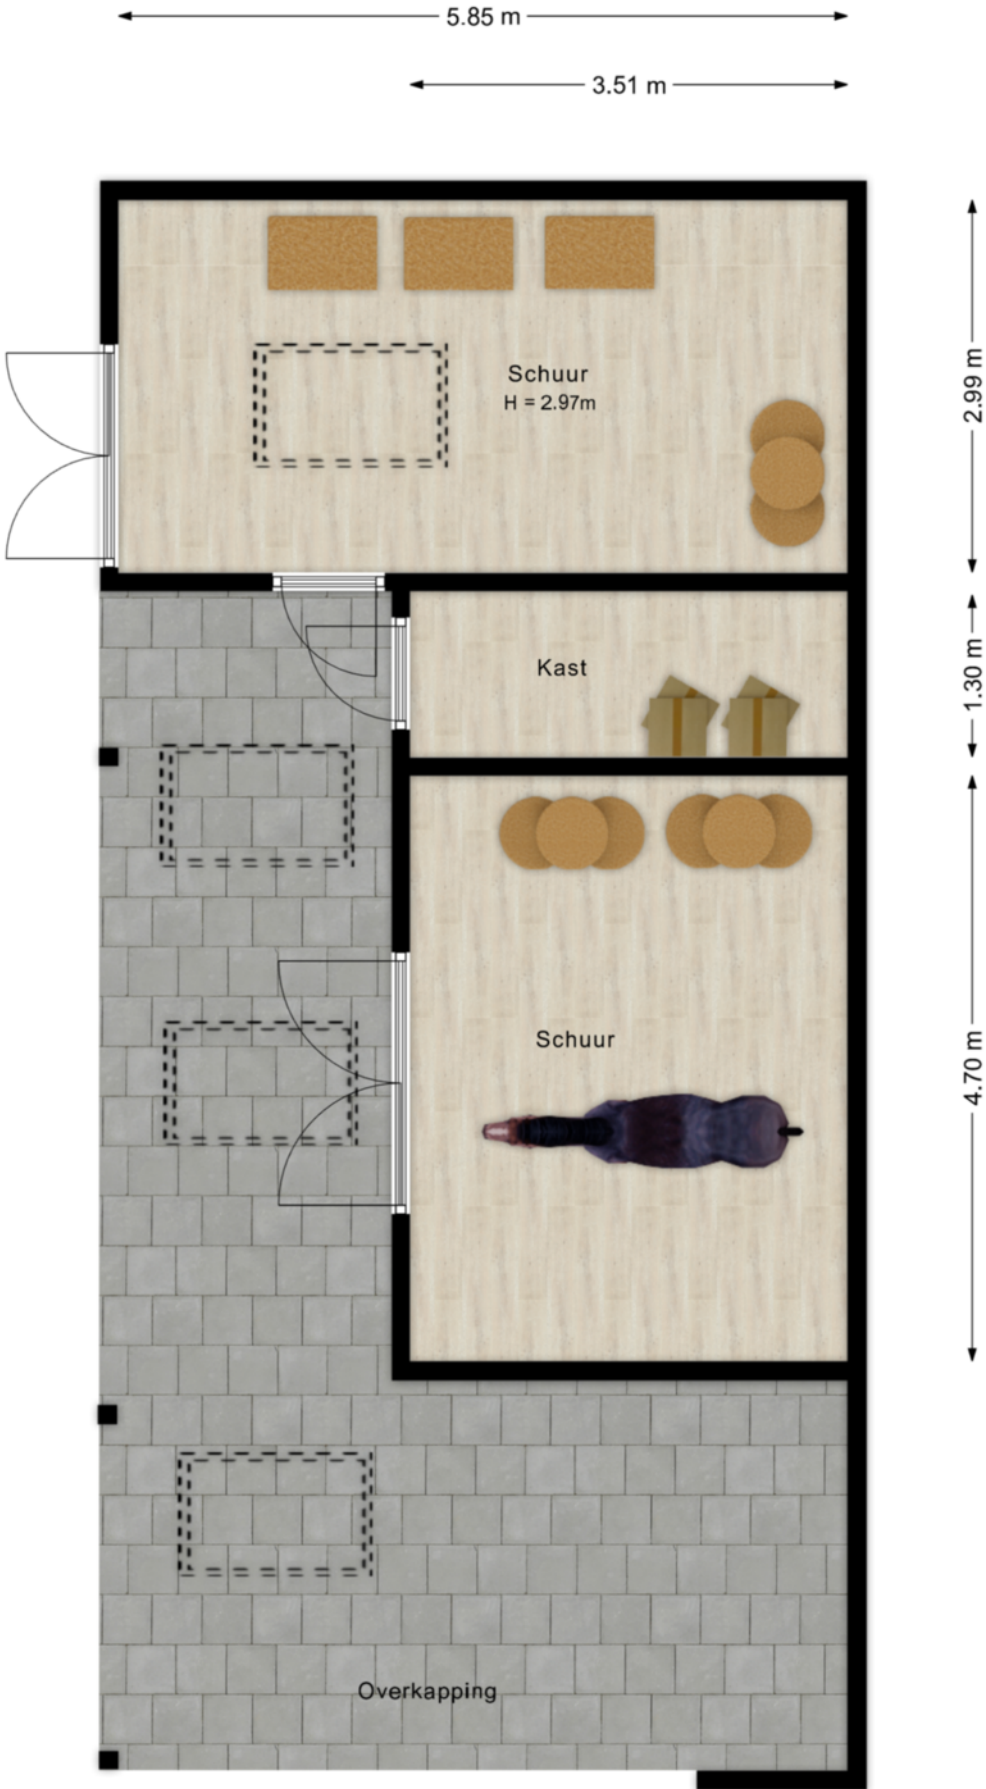 5.85 m
3.51 m
Schuur
H = 2.97m
2.99 m
Kast
1.30 m
Schuur
4.70 m
Overkapping